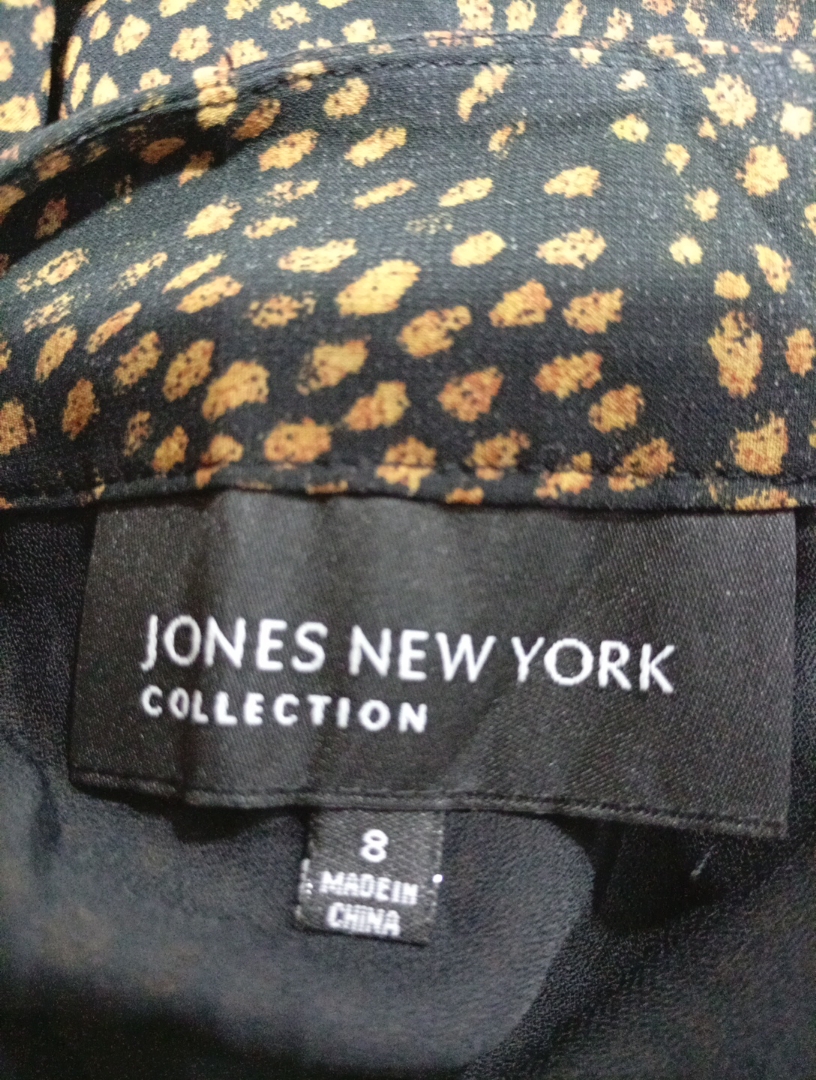 JONES NEW YORK
COLLECTION
8
MADE IN
CHINA